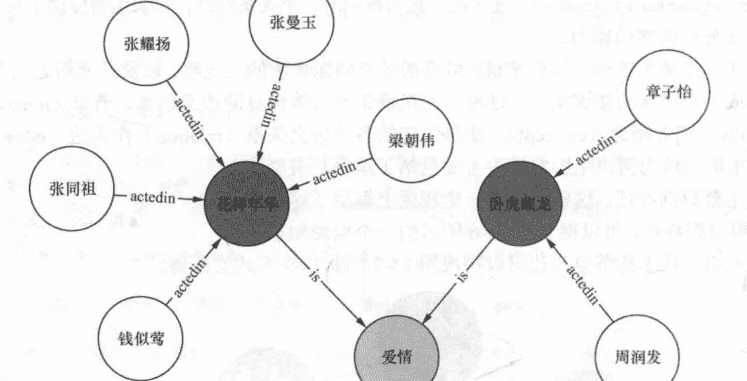 张耀扬
张曼玉
actedin
actedin
梁朝伟
章子怡
actedin
actedin
张同祖
actedin
花样年华
卧虎藏龙
actedin
is
is
actedin
钱似莺
爱情
周润发